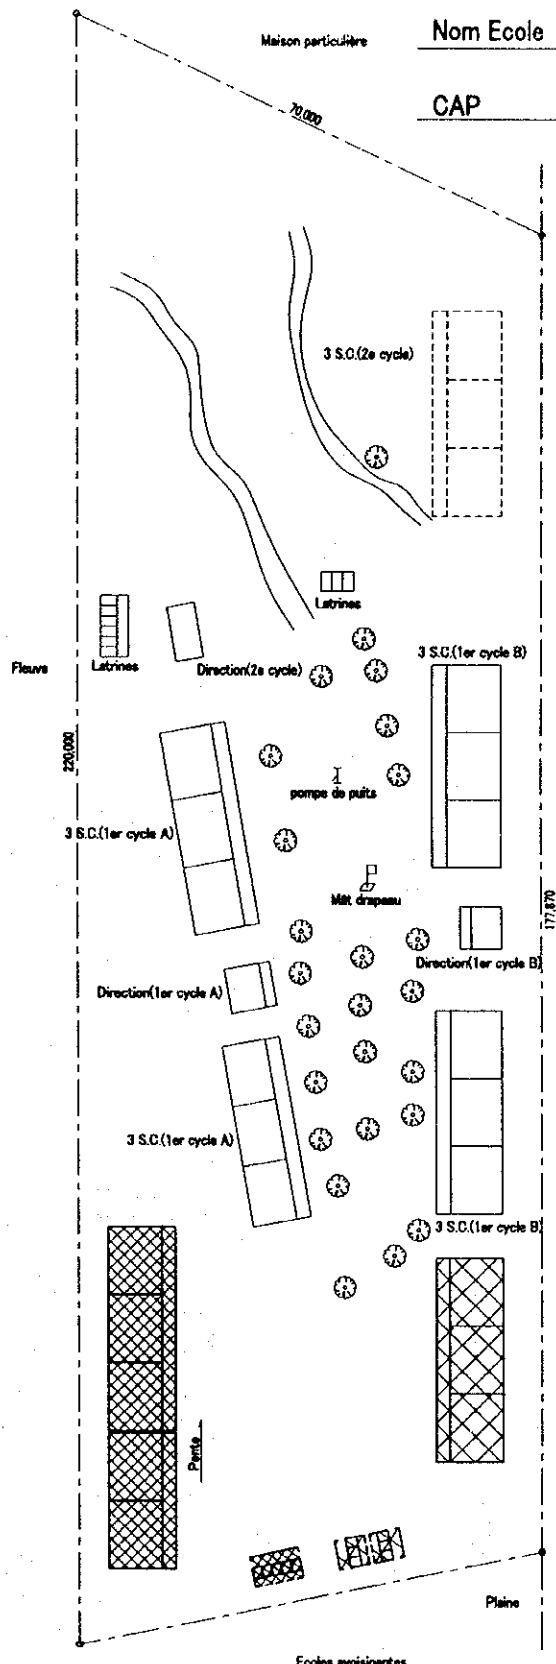 Maison particulière
Nom Ecole
CAP
70,000
3 S.C.(2e cycle)
Latrines
Latrines
Direction(2e cycle)
3 S.C.(1er cycle B)
Fleuve
220,000
pompe de puits
3 S.C.(1er cycle A)
Mât drapeau
177,870
Direction(1er cycle B)
Direction(1er cycle A)
3 S.C.(1er cycle A)
3 S.C.(1er cycle B)
Pente
Plaine
Ecoles avoisinantes